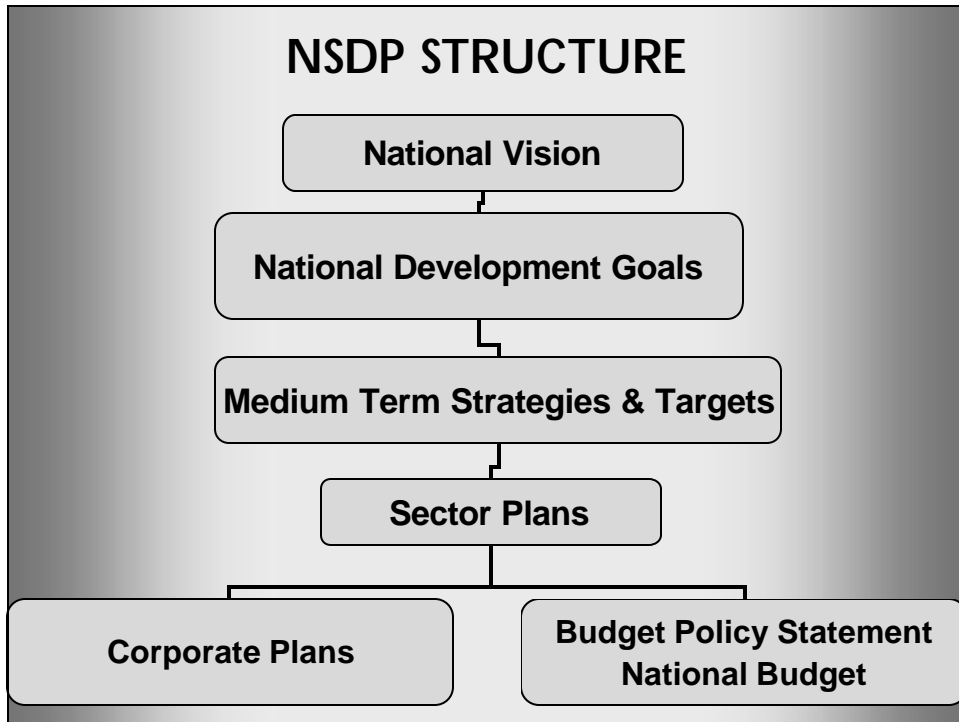 NSDP STRUCTURE
National Vision
National Development Goals
Medium Term Strategies & Targets
Sector Plans
Corporate Plans
Budget Policy Statement
National Budget